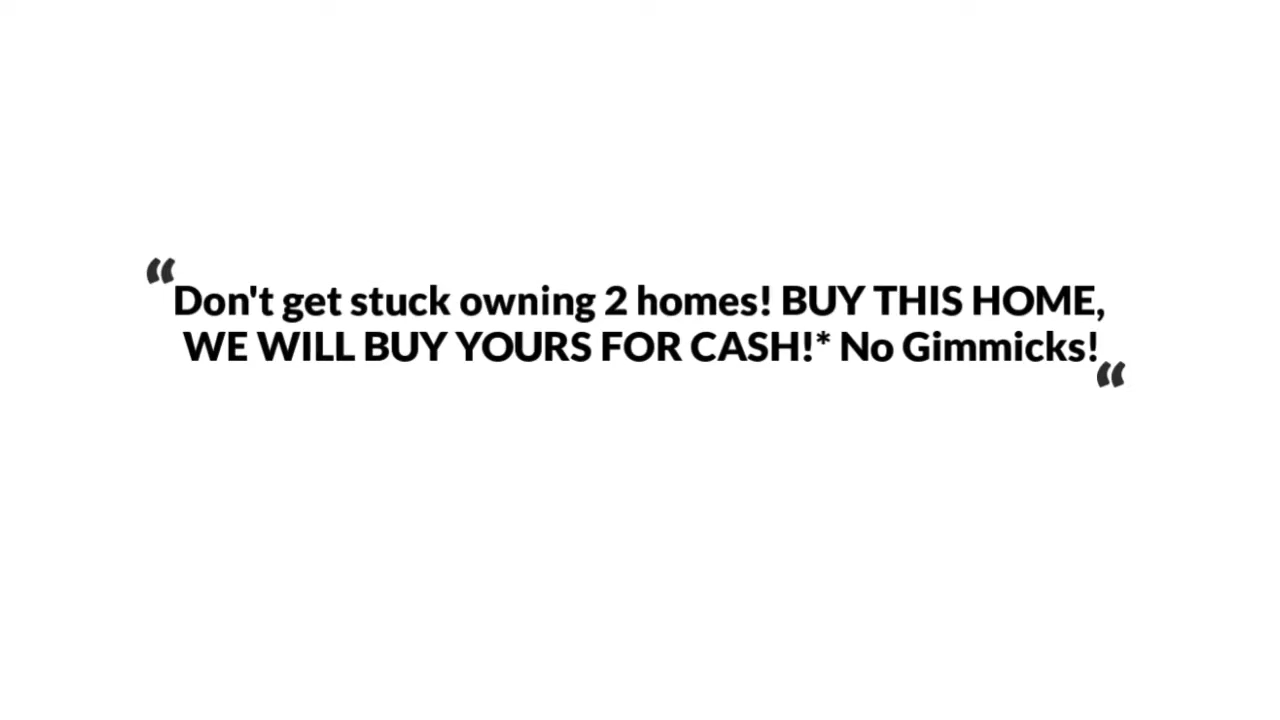 “Don't get stuck owning 2 homes! BUY THIS HOME,
WE WILL BUY YOURS FOR CASH!* No Gimmicks!“